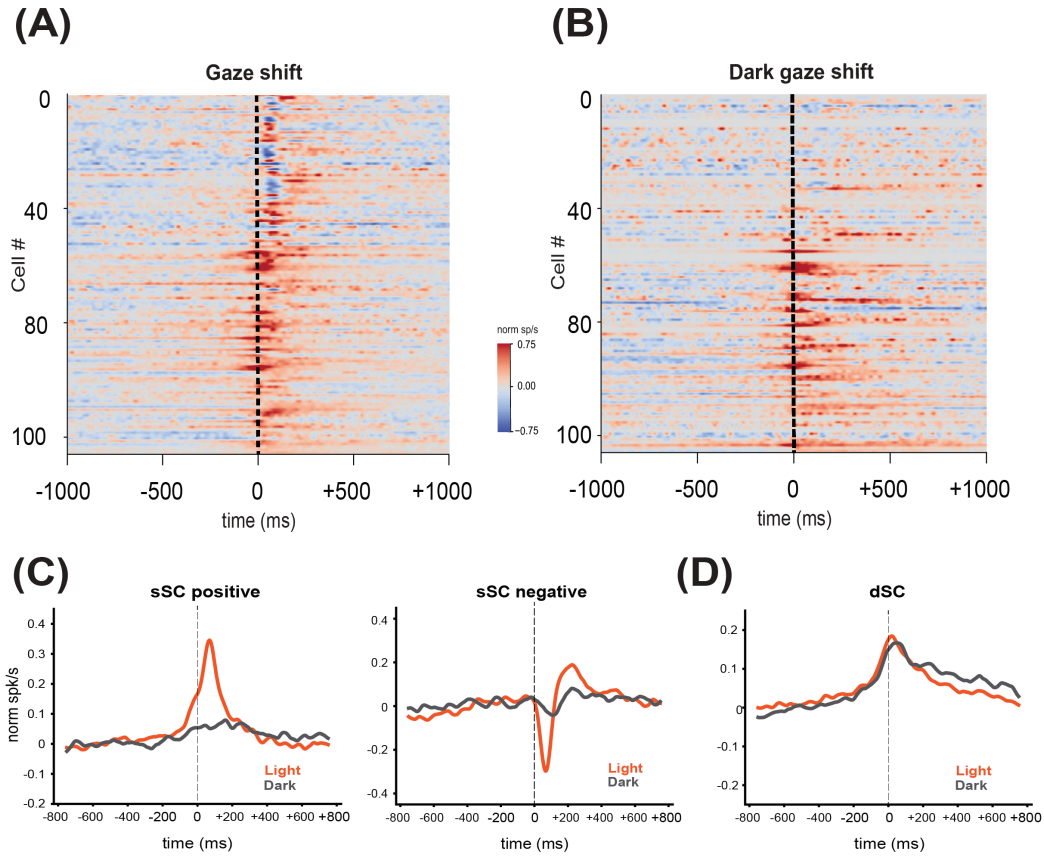 (A)
Gaze shift
0
40
80
100
Cell #
-1000 -500 0 +500 +1000
time (ms)
norm sp/s
0.75
0.00
−0.75
(B)
Dark gaze shift
0
40
80
100
Cell #
-1000 -500 0 +500 +1000
time (ms)
(C)
sSC positive
0.4
0.3
0.2
0.1
0
-0.1
-0.2
norm spk/s
Light
Dark
-800 -600 -400 -200 0 +200 +400 +600 +800
time (ms)
sSC negative
0.4
0.2
0
-0.2
-0.4
Light
Dark
-800 -600 -400 -200 0 +200 +400 +600 +800
time (ms)
(D)
dSC
0.2
0.1
0
-0.1
-0.2
Light
Dark
-800 -600 -400 -200 0 +200 +400 +600 +800
time (ms)